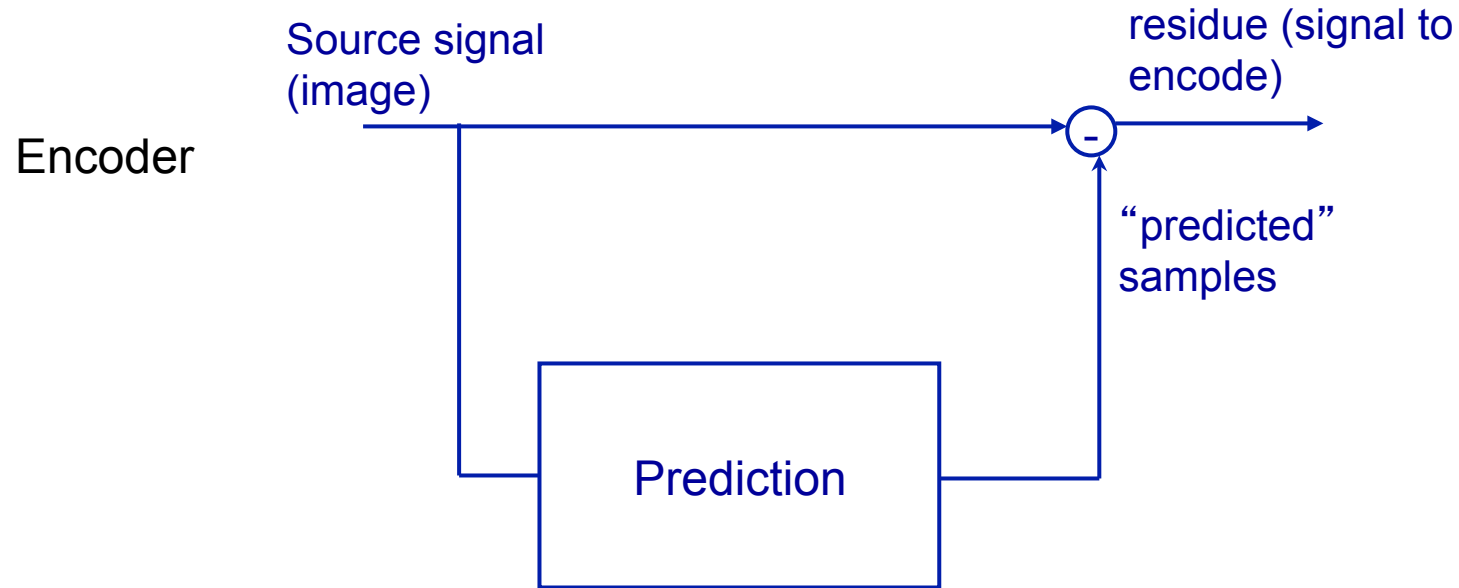 Source signal
(image)
residue (signal to
encode)
Encoder
-
“predicted”
samples
Prediction